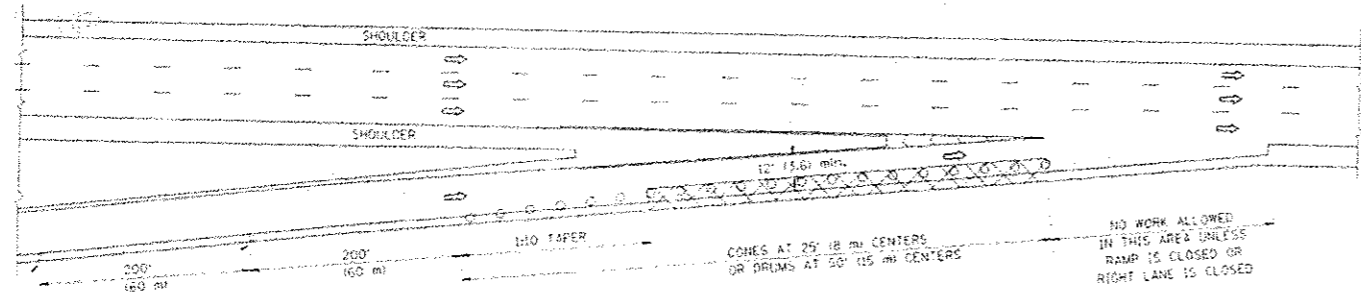 SHOULDER
SHOULDER
12' (3.6) min.
1:10 TAPER
200'
(60 m)
200'
(60 m)
CONES AT 25' (8 m) CENTERS
OR DRUMS AT 50' (15 m) CENTERS
NO WORK ALLOWED
IN THIS AREA UNLESS
RAMP IS CLOSED OR
RIGHT LANE IS CLOSED